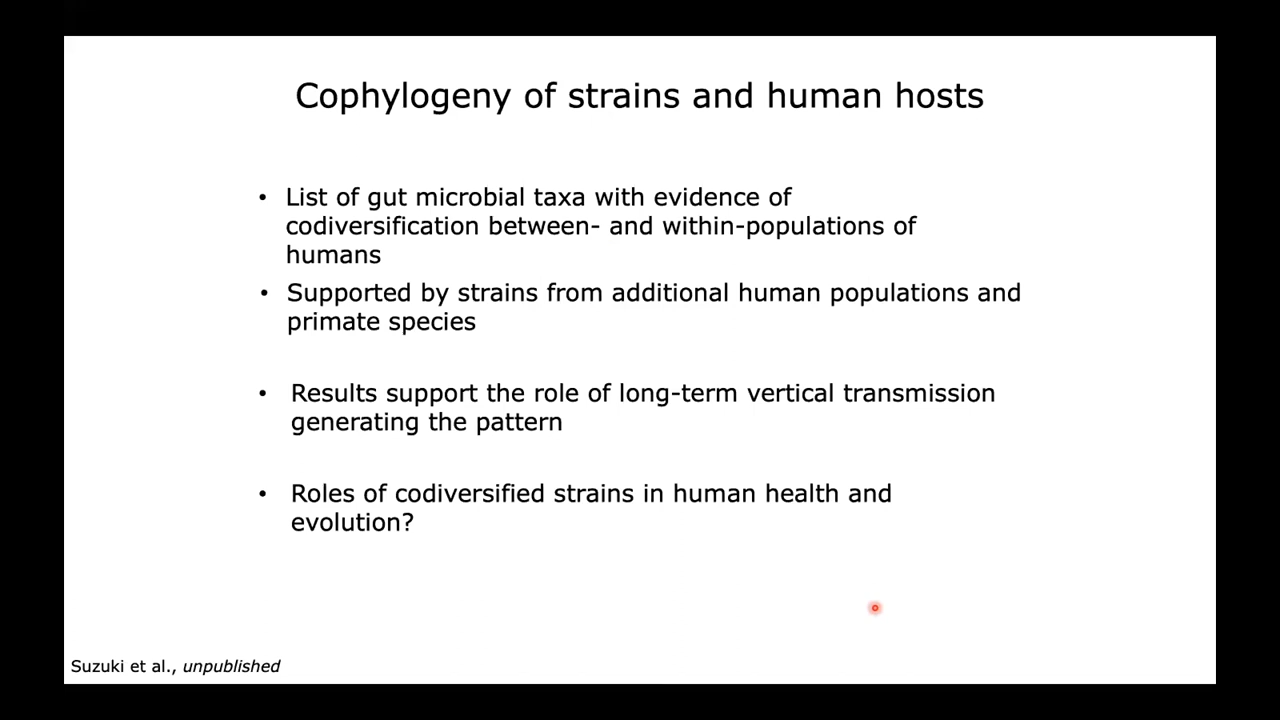 Cophylogeny of strains and human hosts
• List of gut microbial taxa with evidence of
codiversification between- and within-populations of
humans
• Supported by strains from additional human populations and
primate species
• Results support the role of long-term vertical transmission
generating the pattern
• Roles of codiversified strains in human health and
evolution?
Suzuki et al., unpublished